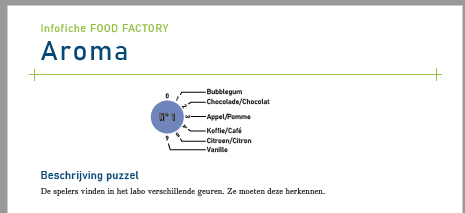 Infofiche FOOD FACTORY
Aroma
Bubblegum
Chocolade/Chocolat
Appel/Pomme
Koffie/Café
Citroen/Citron
Vanille
N° 1
Beschrijving puzzel
De spelers vinden in het labo verschillende geuren. Ze moeten deze herkennen.